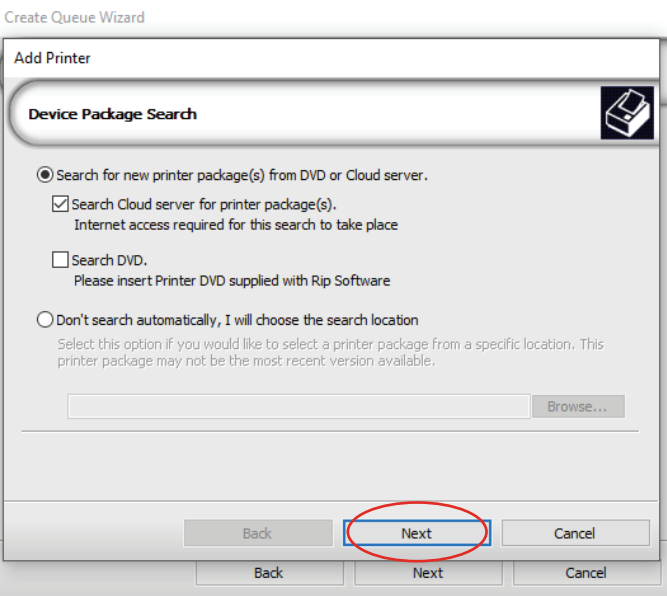 Create Queue Wizard
Add Printer
Device Package Search
Search for new printer package(s) from DVD or Cloud server.
Search Cloud server for printer package(s).
Internet access required for this search to take place
Search DVD.
Please insert Printer DVD supplied with Rip Software
Don't search automatically, I will choose the search location
Select this option if you would like to select a printer package from a specific location. This
printer package may not be the most recent version available.
Browse...
Back Next Cancel
Back Next Cancel